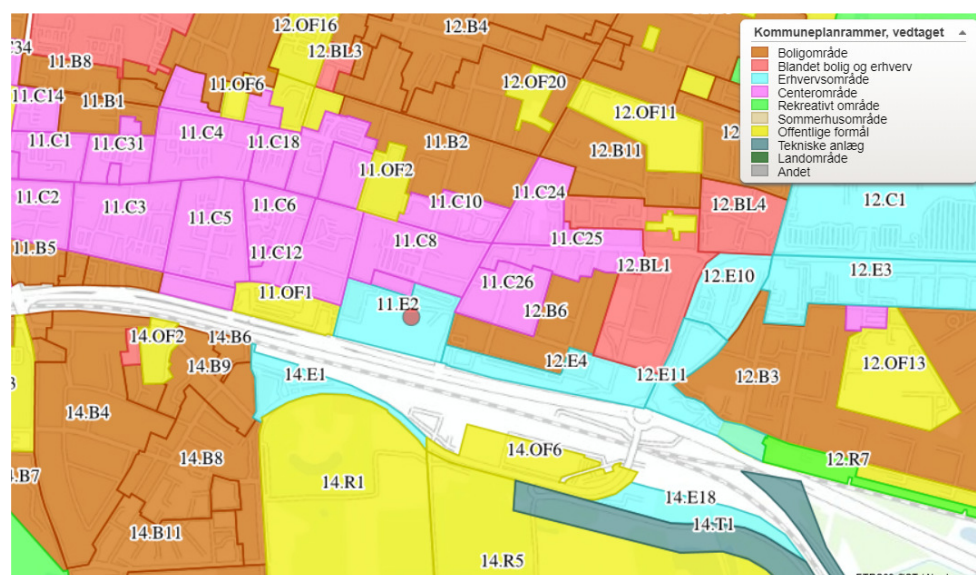 12.OF16
12.B4
C34
12.BL3
11.B8
12.OF20
11.OF6
11.C14
11.B1
12.OF11
11.C4
11.C1
11.C31
11.C18
11.B2
12.B11
12.
11.OF2
11.C24
11.C2
11.C3
11.C5
11.C6
11.C10
12.BL4
12.C1
11.B5
11.C12
11.C8
11.C25
12.BL1
12.E10
12.E3
11.C26
11.OF1
11.E2
12.B6
14.OF2
14.B6
14.B9
12.E4
12.E11
12.B3
12.OF13
14.E1
14.B4
14.B8
14.OF6
12.R7
14.R1
14.E18
14.T1
14.B11
14.R5
Kommuneplanrammer, vedtaget
Boligområde
Blandet bolig og erhverv
Erhvervsområde
Centerområde
Rekreativt område
Sommerhusområde
Offentlige formål
Tekniske anlæg
Landområde
Andet